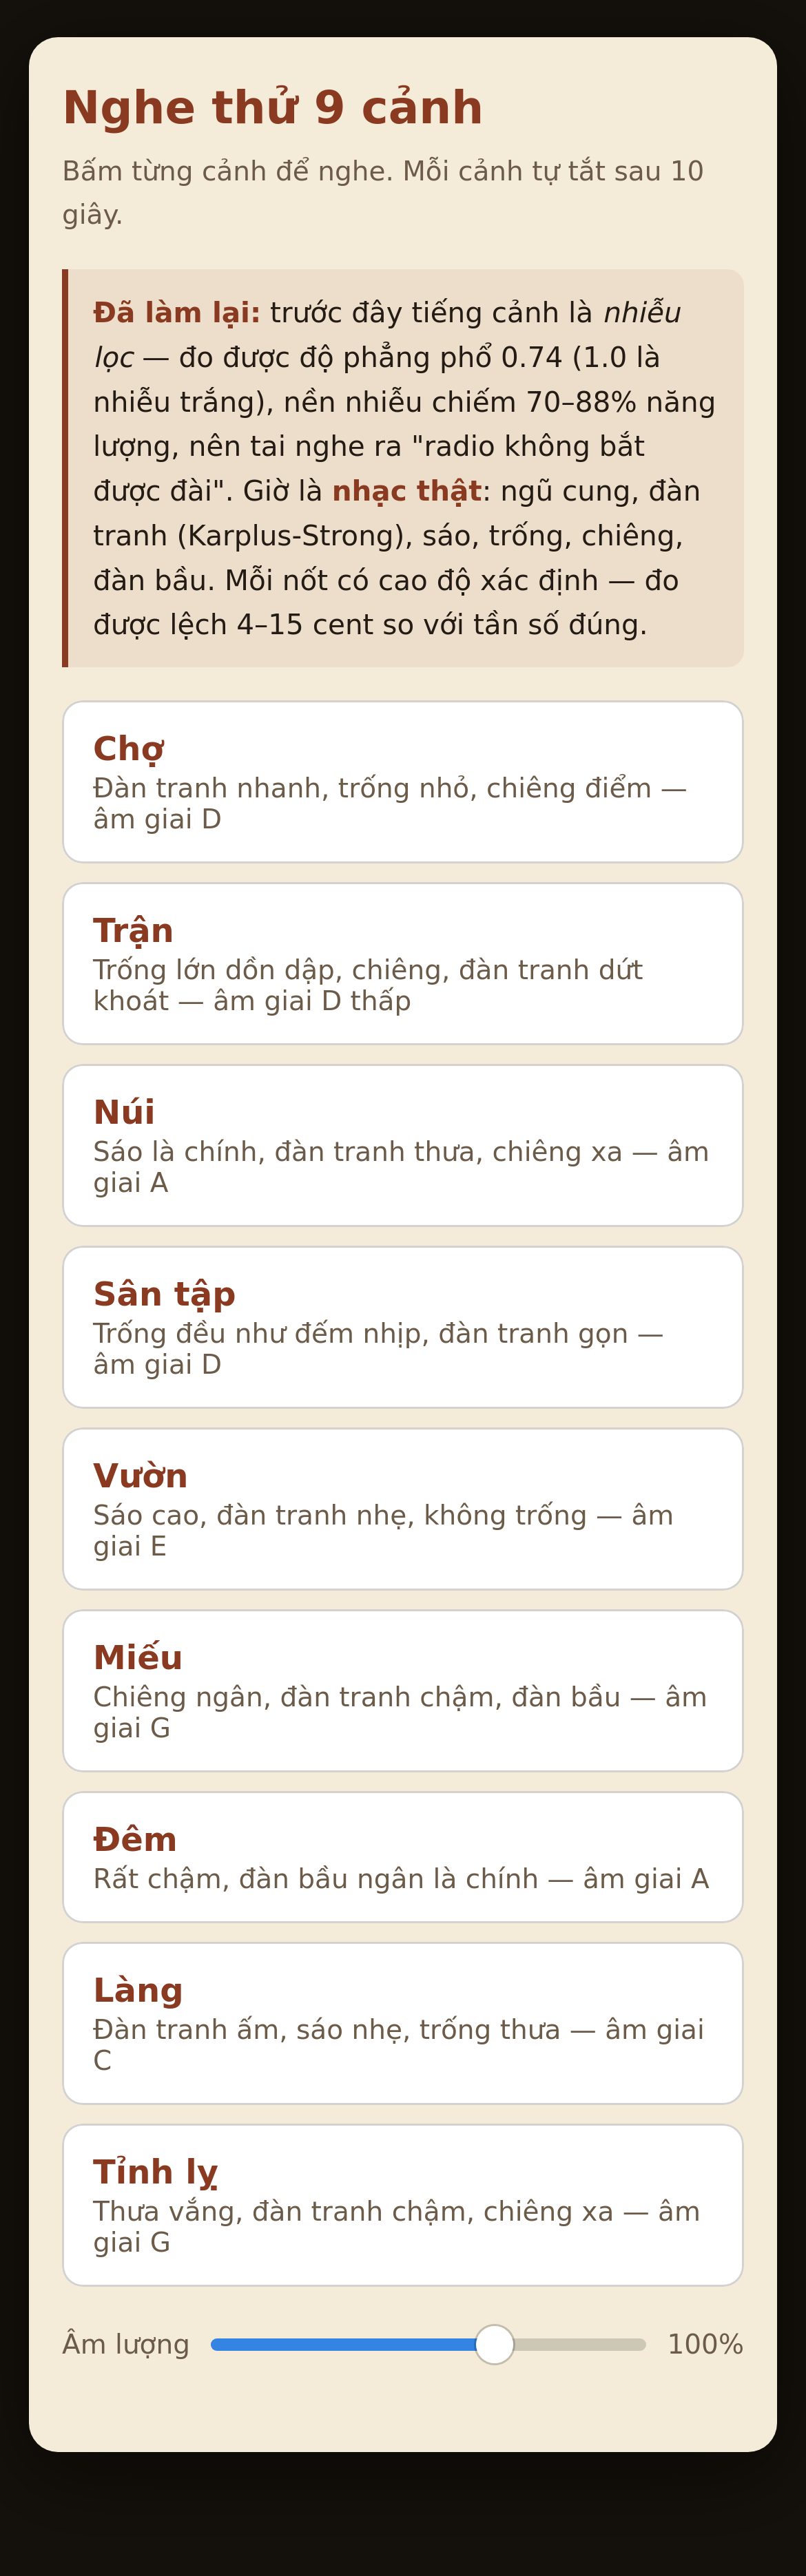 Nghe thử 9 cảnh
Bấm từng cảnh để nghe. Mỗi cảnh tự tắt sau 10
giây.
Đã làm lại: trước đây tiếng cảnh là nhiễu
lọc — đo được độ phẳng phổ 0.74 (1.0 là
nhiễu trắng), nền nhiễu chiếm 70–88% năng
lượng, nên tai nghe ra "radio không bắt
được đài". Giờ là nhạc thật: ngũ cung, đàn
tranh (Karplus-Strong), sáo, trống, chiêng,
đàn bầu. Mỗi nốt có cao độ xác định — đo
được lệch 4–15 cent so với tần số đúng.
Chợ
Đàn tranh nhanh, trống nhỏ, chiêng điểm —
âm giai D
Trận
Trống lớn dồn dập, chiêng, đàn tranh dứt
khoát — âm giai D thấp
Núi
Sáo là chính, đàn tranh thưa, chiêng xa — âm
giai A
Sân tập
Trống đều như đếm nhịp, đàn tranh gọn —
âm giai D
Vườn
Sáo cao, đàn tranh nhẹ, không trống — âm
giai E
Miếu
Chiêng ngân, đàn tranh chậm, đàn bầu — âm
giai G
Đêm
Rất chậm, đàn bầu ngân là chính — âm giai A
Làng
Đàn tranh ấm, sáo nhẹ, trống thưa — âm giai
C
Tỉnh lỵ
Thưa vắng, đàn tranh chậm, chiêng xa — âm
giai G
Âm lượng 100%